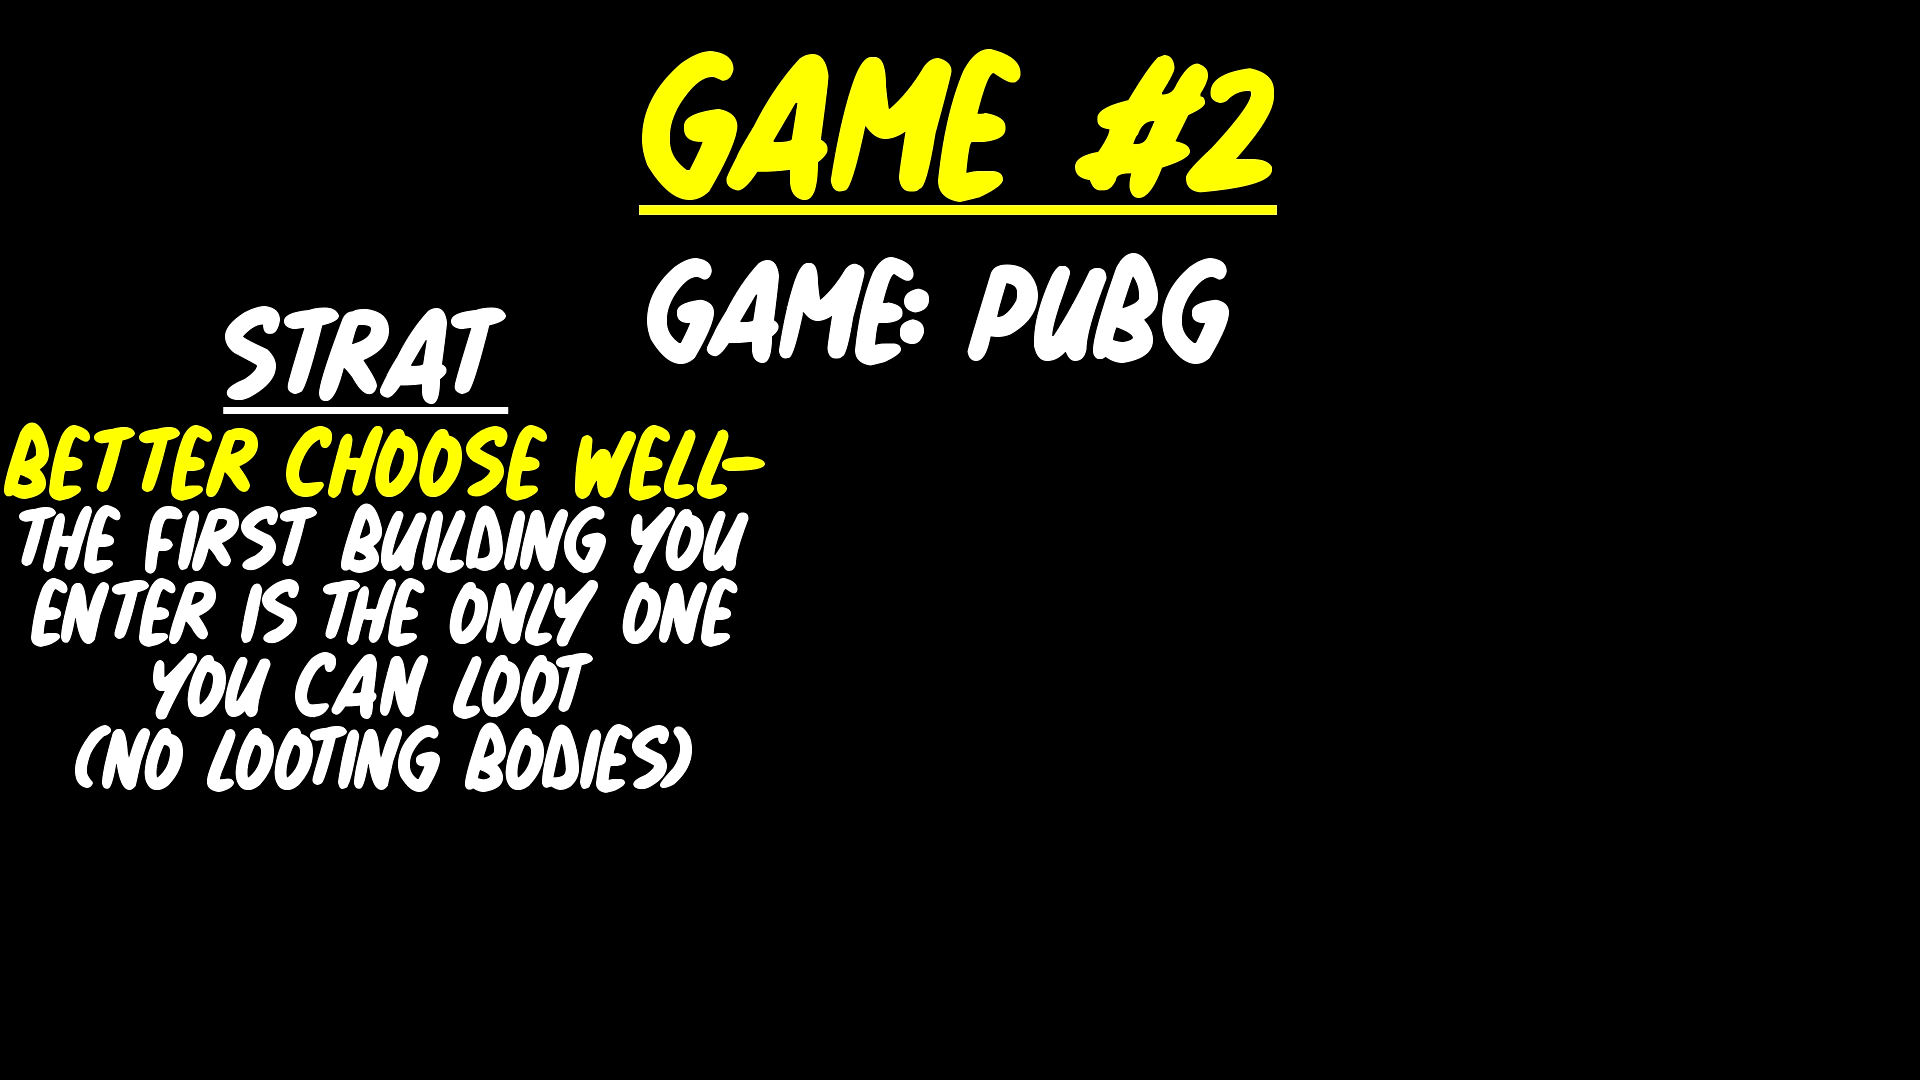 GAME #2
GAME: PUBG
STRAT
BETTER CHOOSE WELL-
THE FIRST BUILDING YOU
ENTER IS THE ONLY ONE
YOU CAN LOOT
(NO LOOTING BODIES)